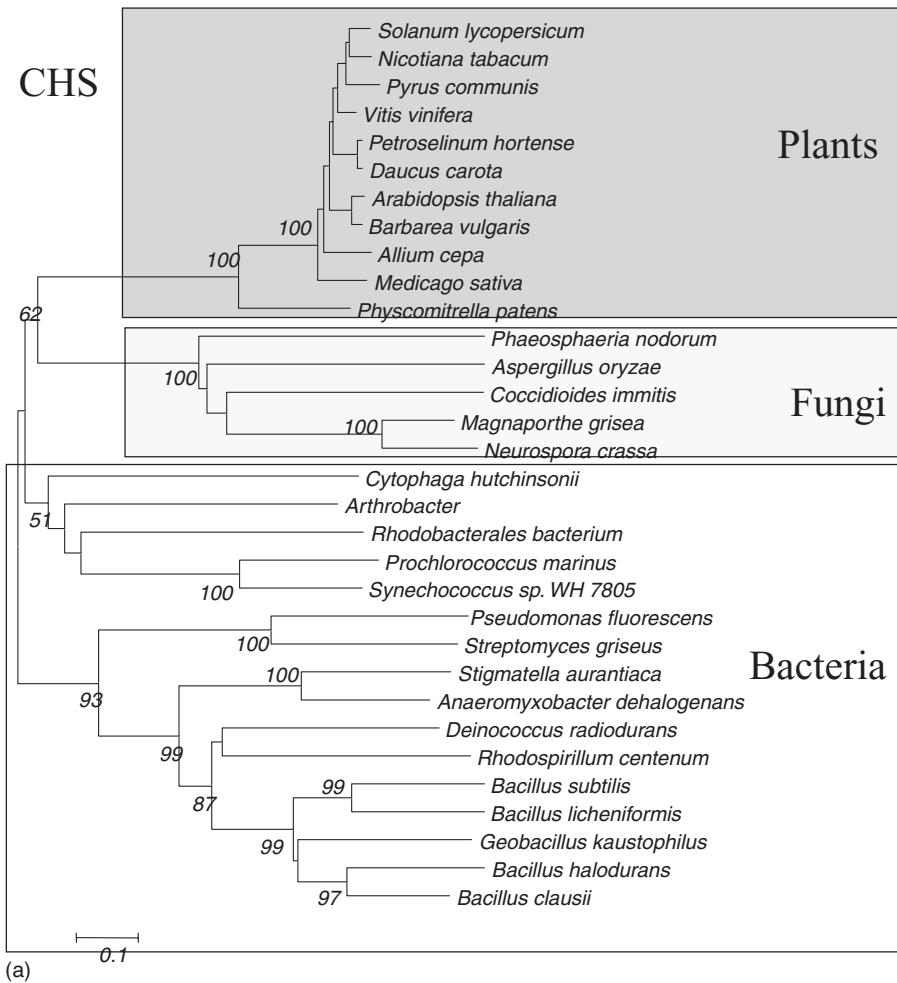 CHS
Plants
Solanum lycopersicum
Nicotiana tabacum
Pyrus communis
Vitis vinifera
Petroselinum hortense
Daucus carota
Arabidopsis thaliana
Barbarea vulgaris
100
Allium cepa
100
Medicago sativa
Physcomitrella patens
62
Fungi
Phaeosphaeria nodorum
100
Aspergillus oryzae
Coccidioides immitis
Magnaporthe grisea
100
Neurospora crassa
Bacteria
Cytophaga hutchinsonii
51
Arthrobacter
Rhodobacterales bacterium
Prochlorococcus marinus
100
Synechococcus sp. WH 7805
Pseudomonas fluorescens
100
Streptomyces griseus
100
Stigmatella aurantiaca
93
Anaeromyxobacter dehalogenans
Deinococcus radiodurans
99
Rhodospirillum centenum
87
99
Bacillus subtilis
Bacillus licheniformis
99
Geobacillus kaustophilus
Bacillus halodurans
97
Bacillus clausii
0.1
(a)